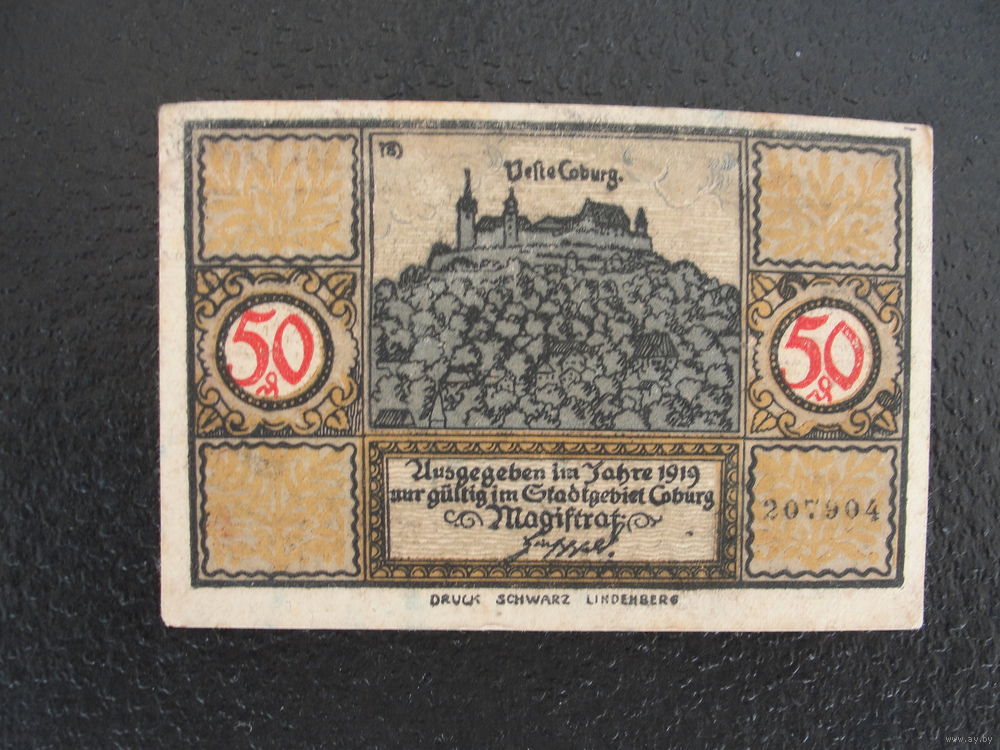 Veste Coburg.
50
50
Ausgegeben im Jahre 1919
nur gültig im Stadtgebiet Coburg
Magistrat
207904
DRUCK SCHWARZ LINDENBERG
www.ay.by